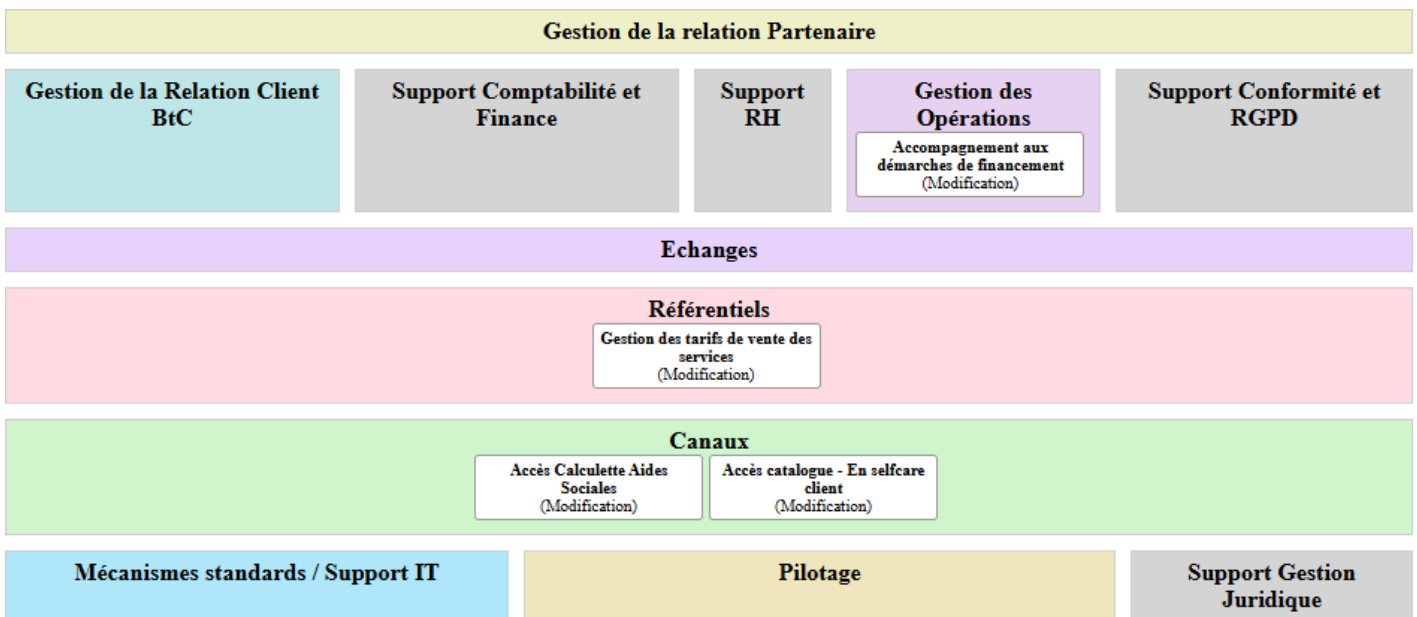 Gestion de la relation Partenaire
Gestion de la Relation Client
BtC
Support Comptabilité et
Finance
Support
RH
Gestion des
Opérations
Accompagnement aux
démarches de financement
(Modification)
Support Conformité et
RGPD
Echanges
Référentiels
Gestion des tarifs de vente des
services
(Modification)
Canaux
Accès Calculette Aides
Sociales
(Modification)
Accès catalogue - En selfcare
client
(Modification)
Mécanismes standards / Support IT
Pilotage
Support Gestion
Juridique